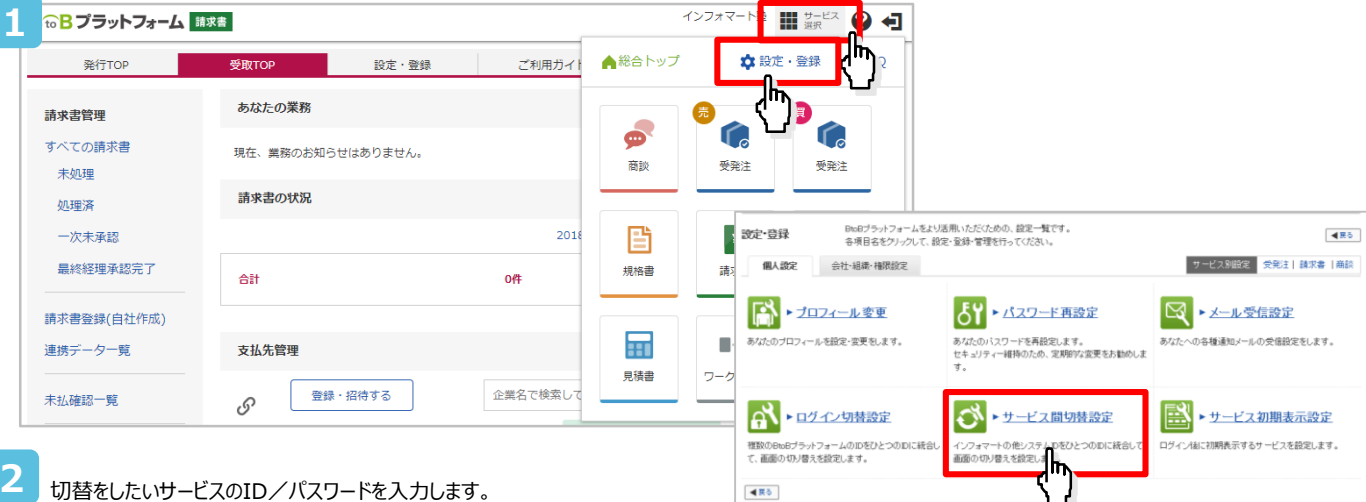 1
to B プラットフォーム 請求書
サービス
選択
発行TOP
受取TOP
設定・登録
総合トップ
設定・登録
請求書管理
すべての請求書
未処理
処理済
一次未承認
最終経理承認完了
請求書登録(自社作成)
連携データ一覧
未払確認一覧
あなたの業務
現在、業務のお知らせはありません。
請求書の状況
2018
合計
0件
支払先管理
登録・招待する
企業名で検索して
商談
売
受発注
買
受発注
規格書
見積書
設定・登録
BtoBプラットフォームをより活用いただくための、設定一覧です。
各項目名をクリックして、設定・登録・管理を行ってください。
◀戻る
個人設定
会社・組織・権限設定
サービス別設定
受発注 | 請求書 | 商談
プロフィール変更
あなたのプロフィールを設定・変更をします。
パスワード再設定
あなたのパスワードを再設定します。
セキュリティー維持のため、定期的な変更をお勧めしま
す。
メール受信設定
あなたへの各種通知メールの受信設定をします。
ログイン切替設定
複数のBtoBプラットフォームのIDをひとつのIDに統合し
て、画面の切り替えを設定します。
サービス間切替設定
インフォマートの他システムIDをひとつのIDに統合して
画面の切り替えを設定しま
サービス初期表示設定
ログイン後に初期表示するサービスを設定します。
◀戻る
2
切替をしたいサービスのID／パスワードを入力します。